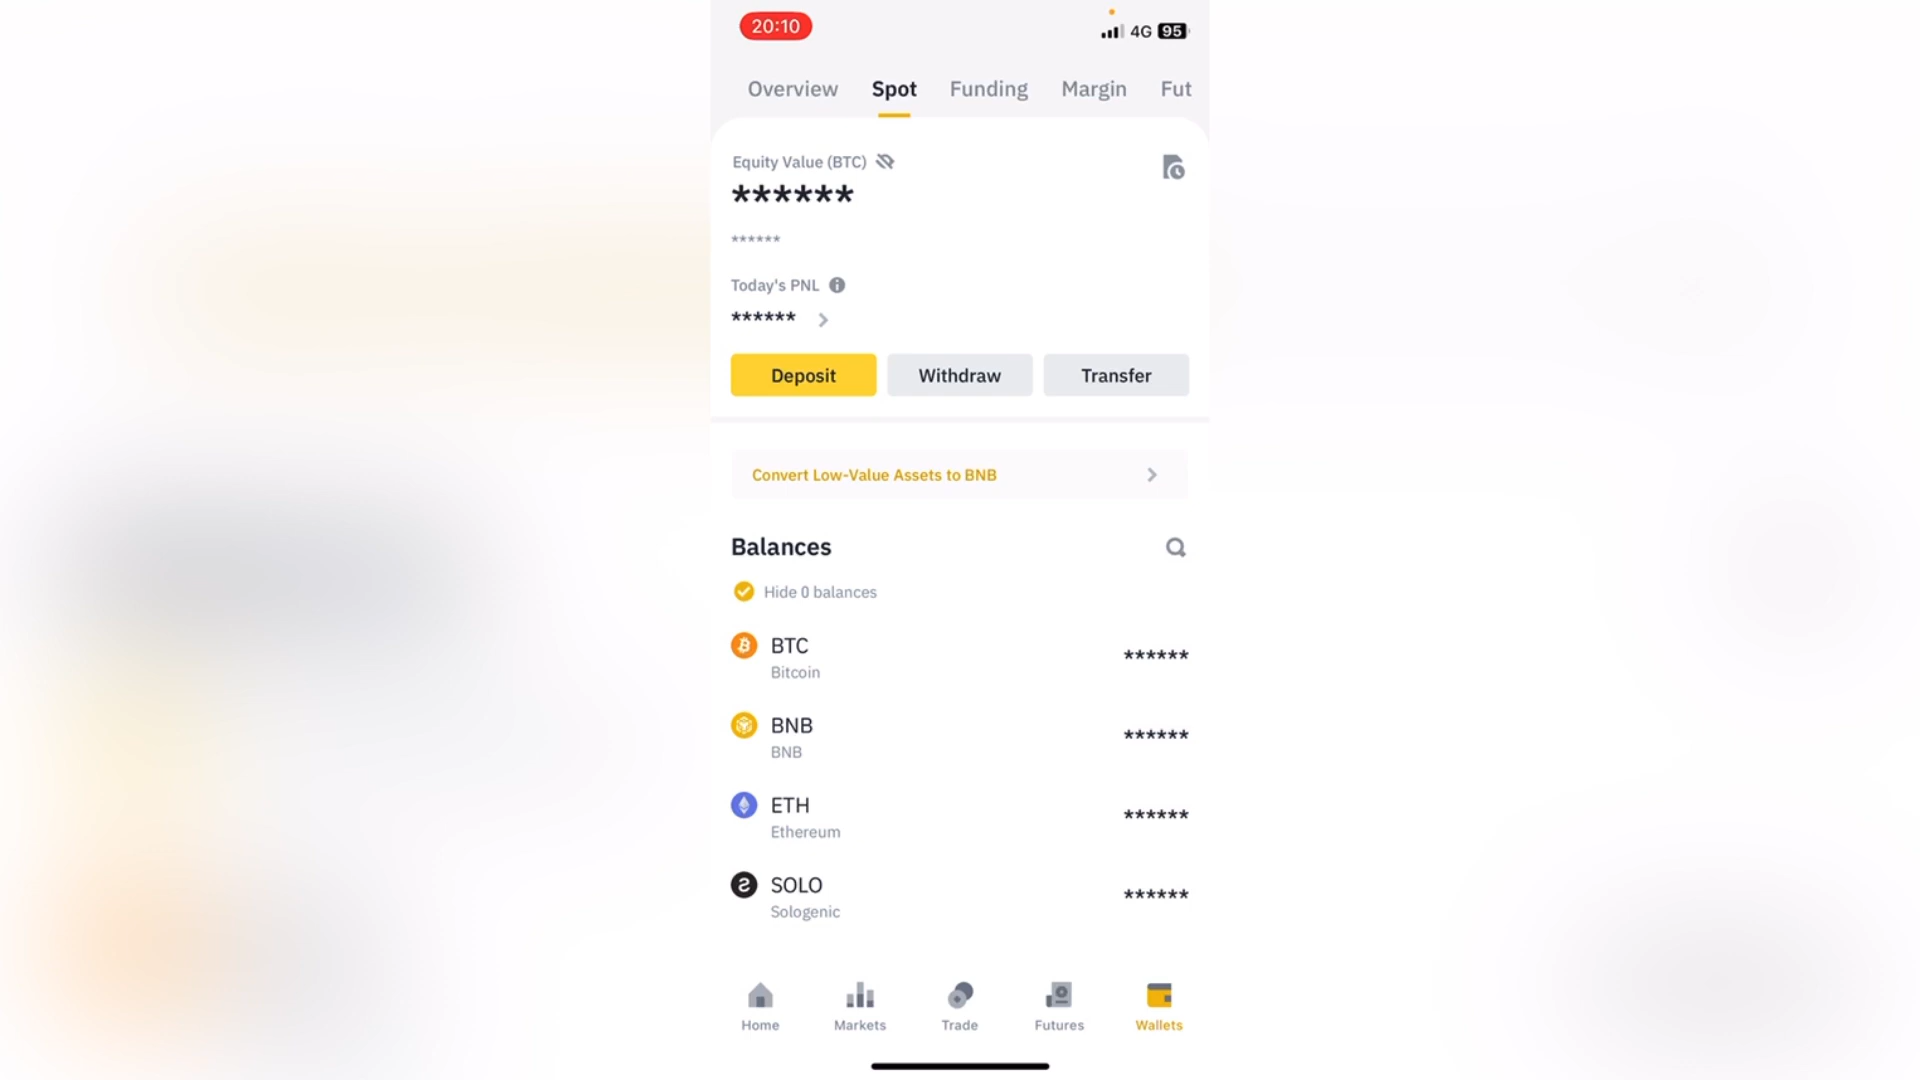 20:10
4G 95
Overview Spot Funding Margin Fut
Equity Value (BTC)
******
******
Today's PNL
******
Deposit Withdraw Transfer
Convert Low-Value Assets to BNB
Balances
Hide 0 balances
BTC
Bitcoin
******
BNB
BNB
******
ETH
Ethereum
******
SOLO
Sologenic
******
Home Markets Trade Futures Wallets